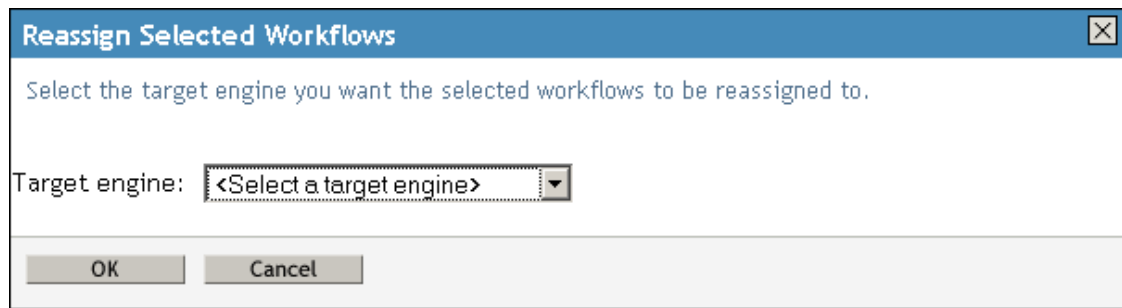 Reassign Selected Workflows
Select the target engine you want the selected workflows to be reassigned to.
Target engine: <Select a target engine>
OK Cancel